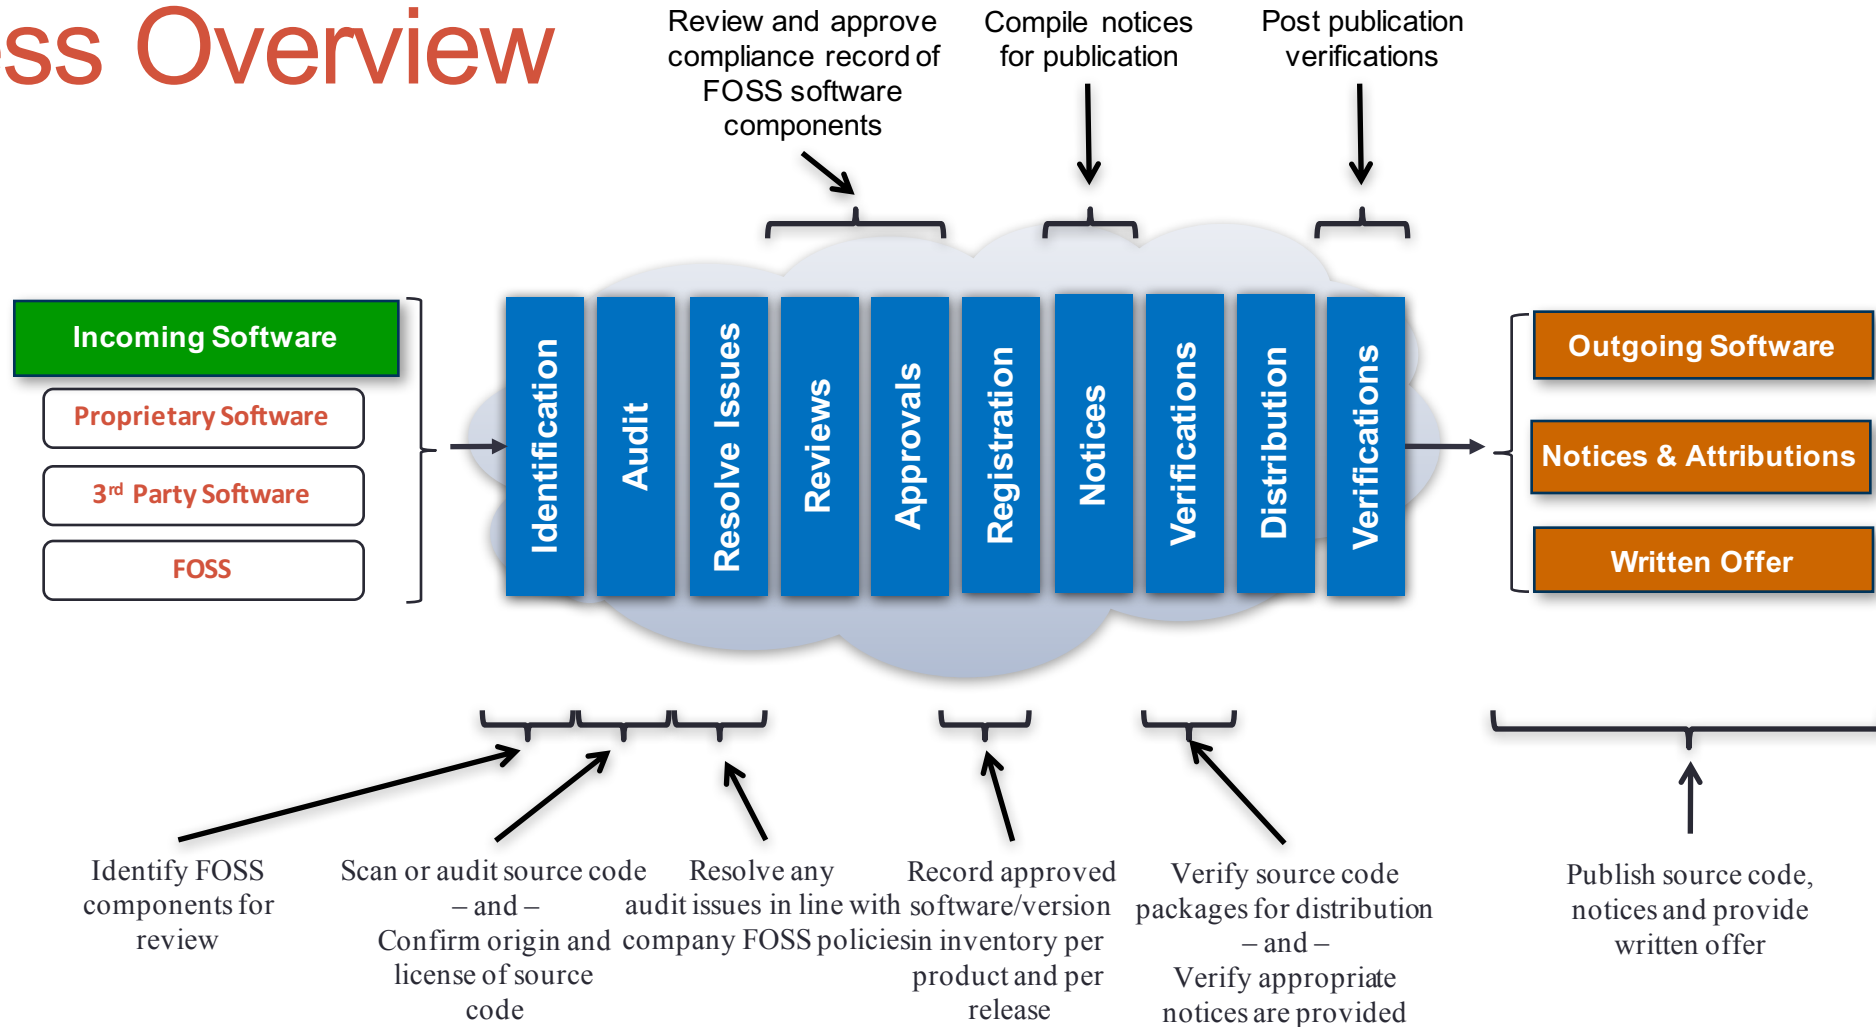 ess Overview
Review and approve
compliance record of
FOSS software
components
Compile notices
for publication
Post publication
verifications
Incoming Software
Proprietary Software
3rd Party Software
FOSS
Identification
Audit
Resolve Issues
Reviews
Approvals
Registration
Notices
Verifications
Distribution
Verifications
Outgoing Software
Notices & Attributions
Written Offer
Identify FOSS
components for
review
Scan or audit source code
– and –
Confirm origin and
license of source
code
Resolve any
audit issues in line with
company FOSS policies
Record approved
software/version
in inventory per
product and per
release
Verify source code
packages for distribution
– and –
Verify appropriate
notices are provided
Publish source code,
notices and provide
written offer